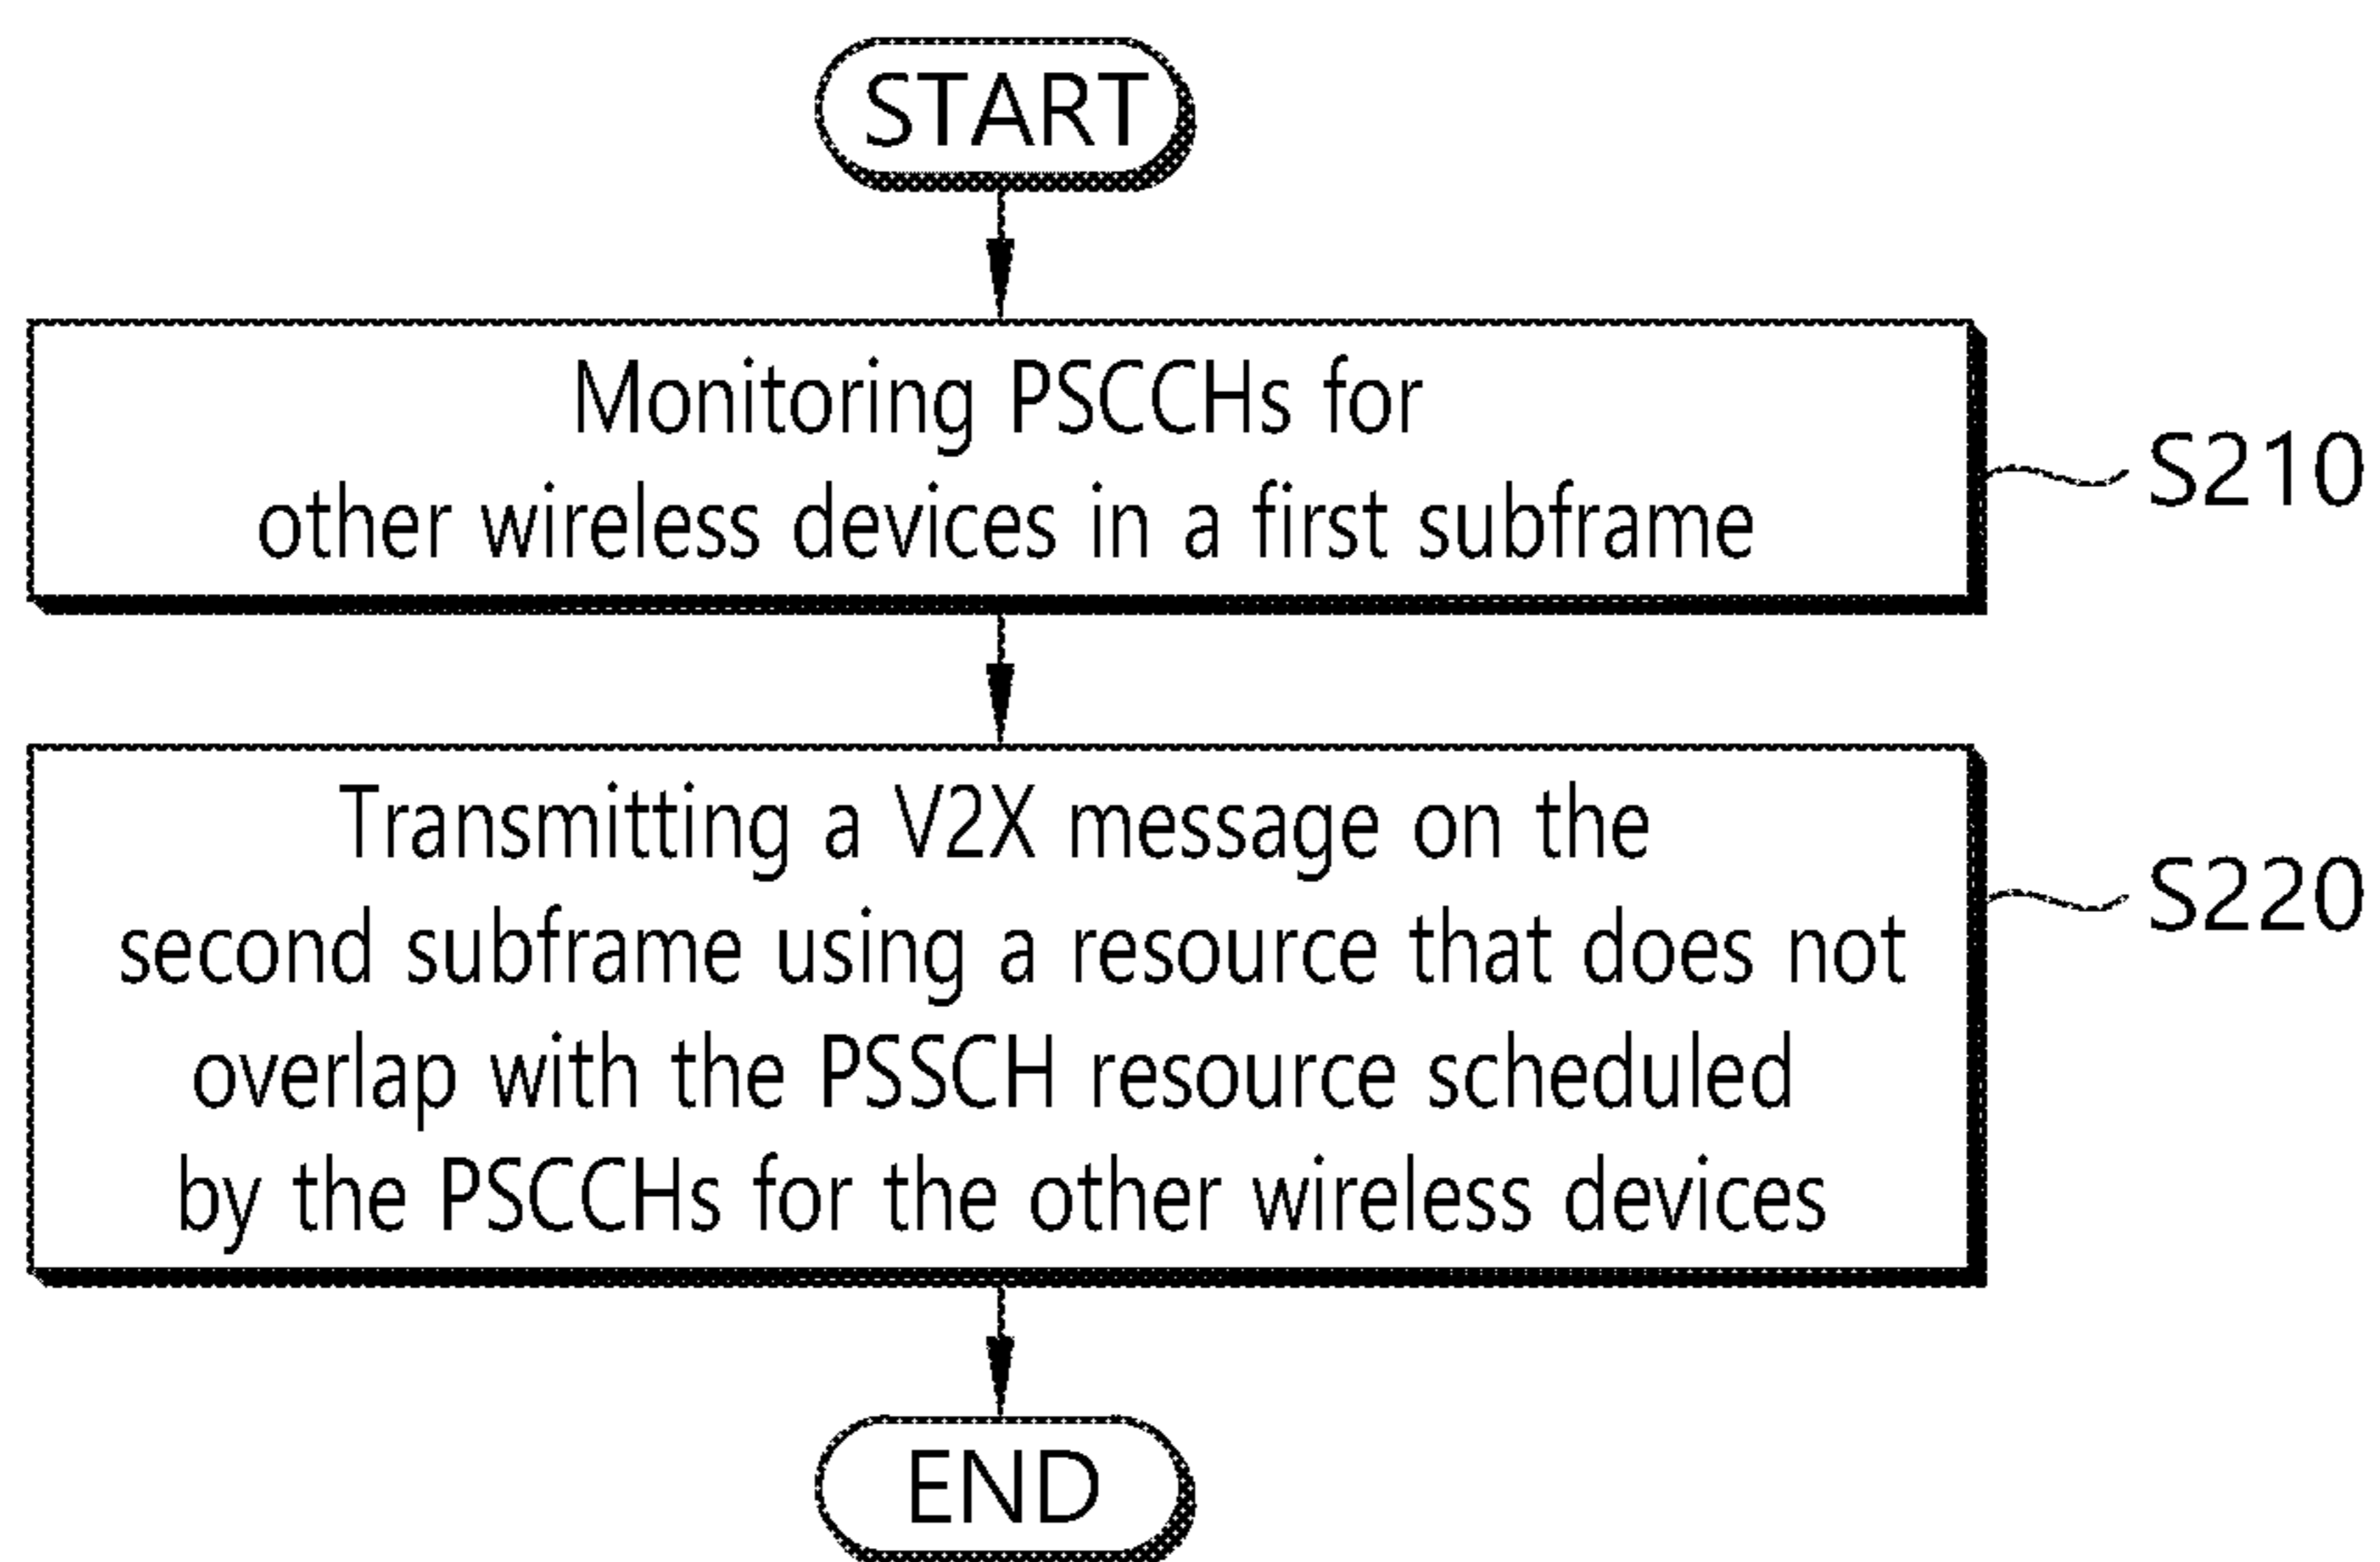 START
Monitoring PSCCHs for
other wireless devices in a first subframe
S210
Transmitting a V2X message on the
second subframe using a resource that does not
overlap with the PSSCH resource scheduled
by the PSCCHs for the other wireless devices
S220
END